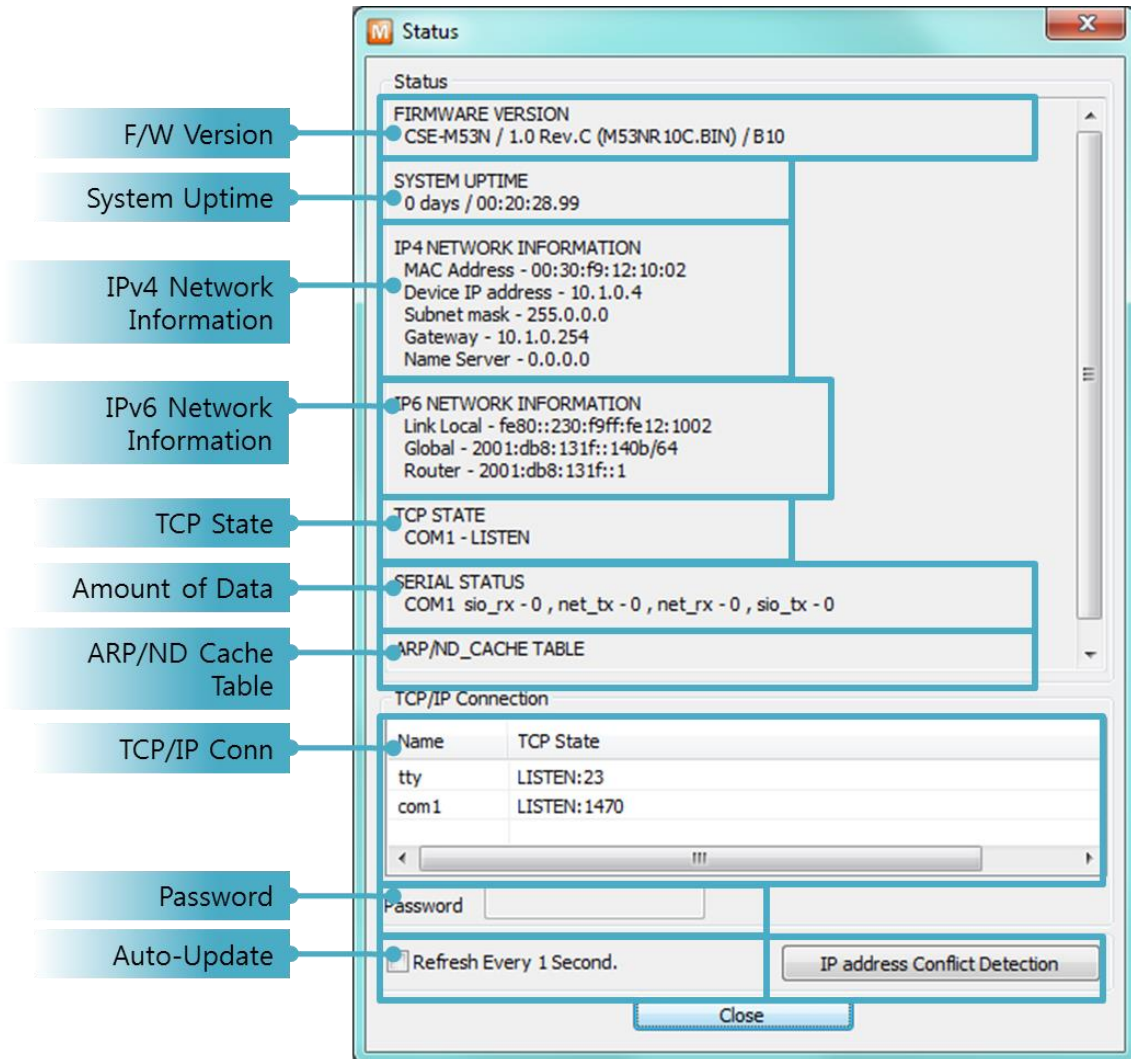 M Status
Status
F/W Version
FIRMWARE VERSION
CSE-M53N / 1.0 Rev.C (M53NR10C.BIN) / B10
System Uptime
SYSTEM UPTIME
0 days / 00:20:28.99
IPv4 Network
Information
IP4 NETWORK INFORMATION
MAC Address - 00:30:f9:12:10:02
Device IP address - 10.1.0.4
Subnet mask - 255.0.0.0
Gateway - 10.1.0.254
Name Server - 0.0.0.0
IPv6 Network
Information
IP6 NETWORK INFORMATION
Link Local - fe80::230:f9ff:fe12:1002
Global - 2001:db8:131f::140b/64
Router - 2001:db8:131f::1
TCP State
TCP STATE
COM1 - LISTEN
Amount of Data
SERIAL STATUS
COM1 sio_rx - 0 , net_tx - 0 , net_rx - 0 , sio_tx - 0
ARP/ND Cache
Table
ARP/ND_CACHE TABLE
TCP/IP Connection
TCP/IP Conn
Name TCP State
tty LISTEN:23
com1 LISTEN:1470
Password
Password
Auto-Update
Refresh Every 1 Second.
IP address Conflict Detection
Close